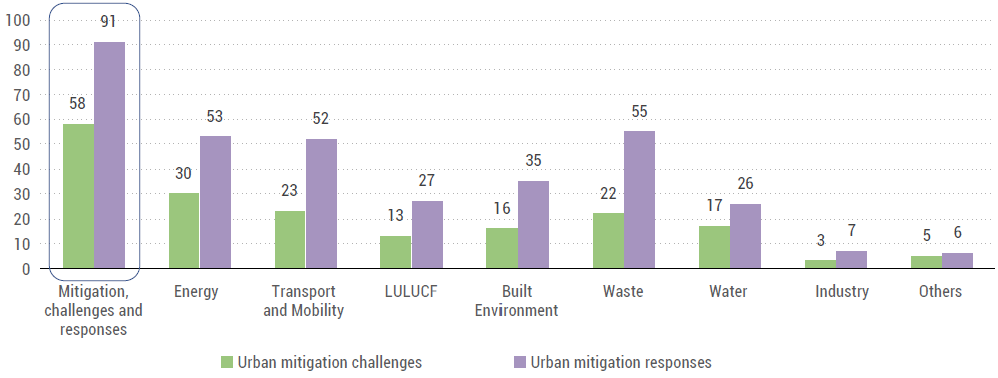 100
90
80
70
60
50
40
30
20
10
0
58 91
30 53
23 52
13 27
16 35
22 55
17 26
3 7
5 6
Mitigation,
challenges and
responses
Energy
Transport
and Mobility
LULUCF
Built
Environment
Waste
Water
Industry
Others
Urban mitigation challenges
Urban mitigation responses